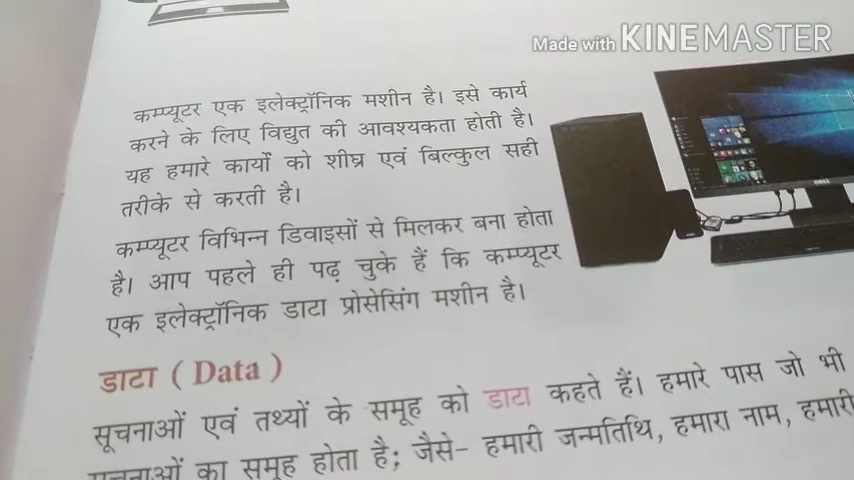 Made with KINEMASTER
कम्प्यूटर एक इलेक्ट्रॉनिक मशीन है। इसे कार्य
करने के लिए विद्युत की आवश्यकता होती है।
यह हमारे कार्यों को शीघ्र एवं बिल्कुल सही
तरीके से करती है।
कम्प्यूटर विभिन्न डिवाइसों से मिलकर बना होता
है। आप पहले ही पढ़ चुके हैं कि कम्प्यूटर
एक इलेक्ट्रॉनिक डाटा प्रोसेसिंग मशीन है।
डाटा ( Data )
सूचनाओं एवं तथ्यों के समूह को डाटा कहते हैं। हमारे पास जो भी
सूचनाओं का समूह होता है; जैसे- हमारी जन्मतिथि, हमारा नाम, हमारी